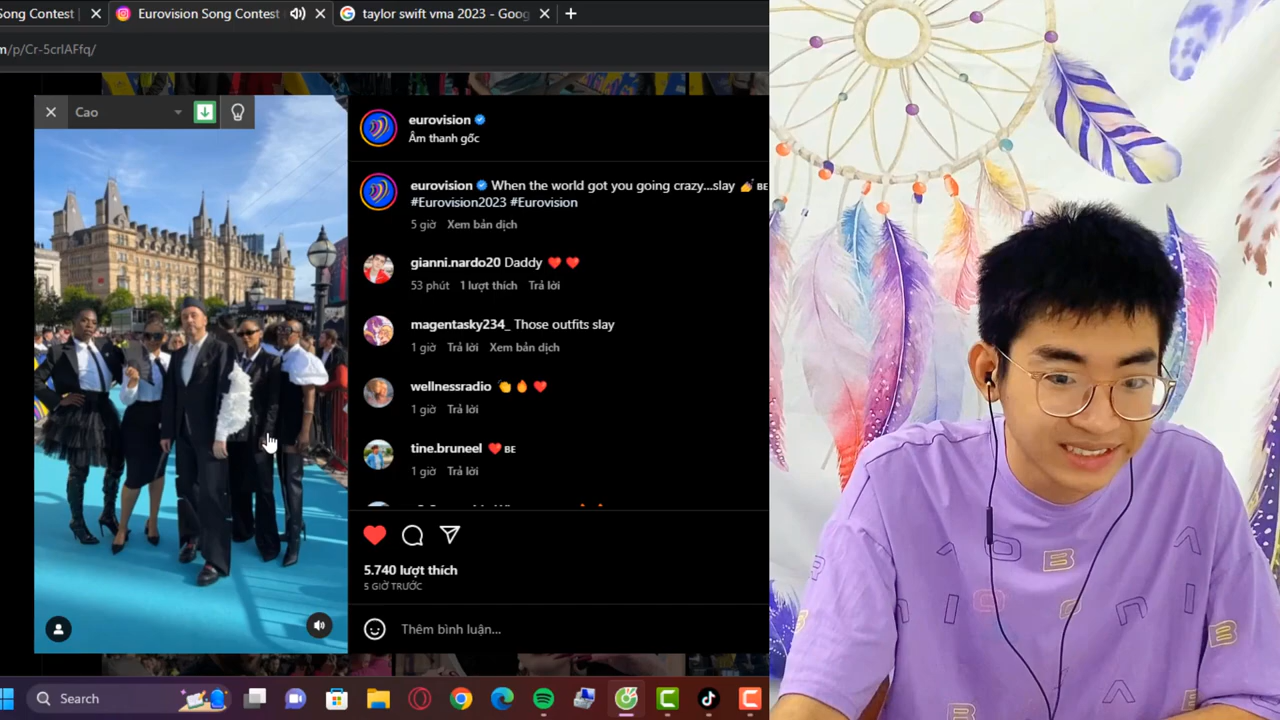 Song Contest
Eurovision Song Contest
taylor swift vma 2023 - Goog
m/p/Cr-5crlAFfq/
Cao
eurovision
Âm thanh gốc
eurovision When the world got you going crazy...slay 💅 BE
#Eurovision2023 #Eurovision
5 giờ Xem bản dịch
gianni.nardo20 Daddy ❤️ ❤️
53 phút 1 lượt thích Trả lời
magentasky234_ Those outfits slay
1 giờ Trả lời Xem bản dịch
wellnessradio 👏 🔥 ❤️
1 giờ Trả lời
tine.bruneel ❤️ BE
1 giờ Trả lời
5.740 lượt thích
5 GIỜ TRƯỚC
Thêm bình luận...
Search